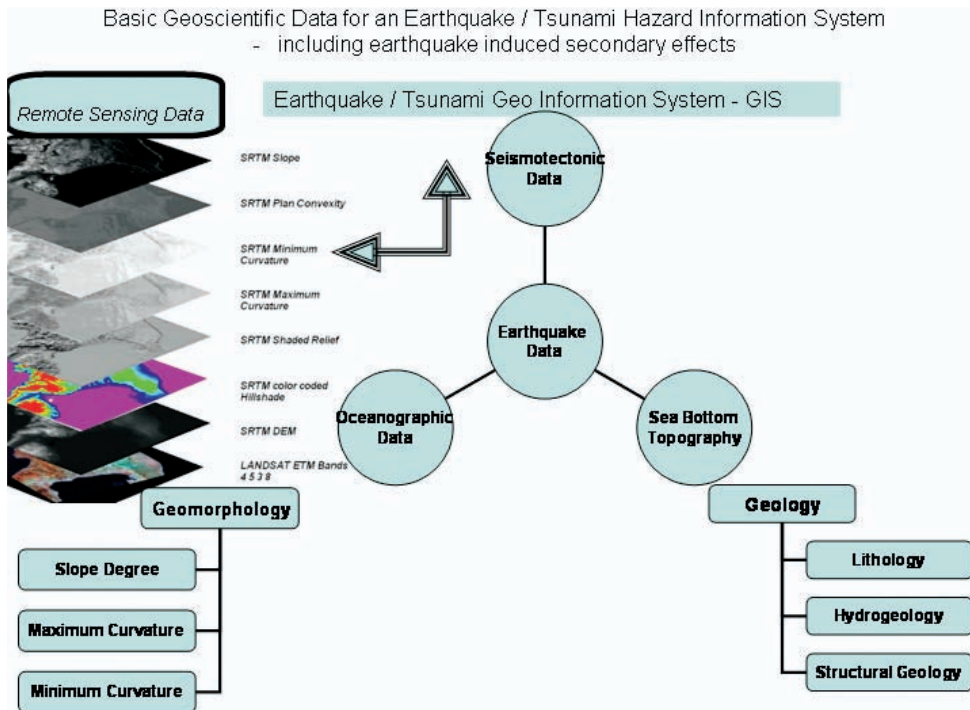 Basic Geoscientific Data for an Earthquake / Tsunami Hazard Information System
- including earthquake induced secondary effects
Remote Sensing Data
Earthquake / Tsunami Geo Information System - GIS
SRTM Slope
SRTM Plan Convexity
SRTM Minimum
Curvature
SRTM Maximum
Curvature
SRTM Shaded Relief
SRTM color coded
Hillshade
SRTM DEM
LANDSAT ETM Bands
4 5 3 8
Seismotectonic
Data
Earthquake
Data
Oceanographic
Data
Sea Bottom
Topography
Geomorphology
Slope Degree
Maximum Curvature
Minimum Curvature
Geology
Lithology
Hydrogeology
Structural Geology